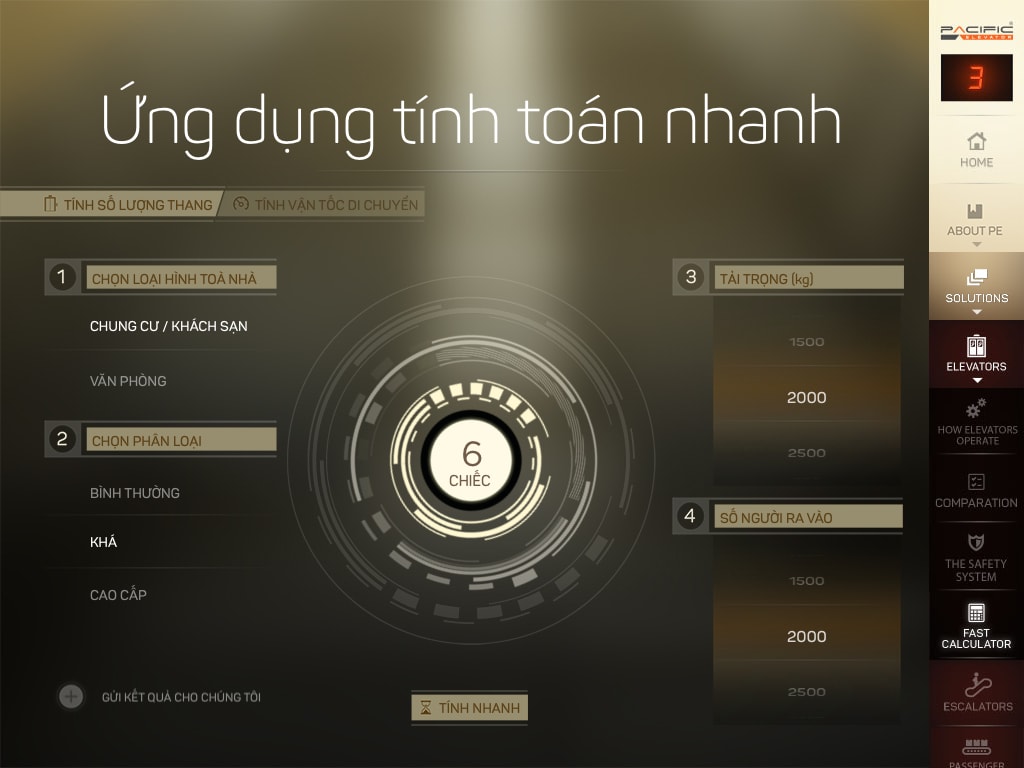 Ứng dụng tính toán nhanh
TÍNH SỐ LƯỢNG THANG
TÍNH VẬN TỐC DI CHUYỂN
1
CHỌN LOẠI HÌNH TOÀ NHÀ
CHUNG CƯ / KHÁCH SẠN
VĂN PHÒNG
2
CHỌN PHÂN LOẠI
BÌNH THƯỜNG
KHÁ
CAO CẤP
GỬI KẾT QUẢ CHO CHÚNG TÔI
6
CHIẾC
TÍNH NHANH
3
TẢI TRỌNG (kg)
1500
2000
2500
4
SỐ NGƯỜI RA VÀO
1500
2000
2500
PACIFIC
ELEVATOR
3
HOME
ABOUT PE
SOLUTIONS
ELEVATORS
HOW ELEVATORS
OPERATE
COMPARATION
THE SAFETY
SYSTEM
FAST
CALCULATOR
ESCALATORS
PASSENGER